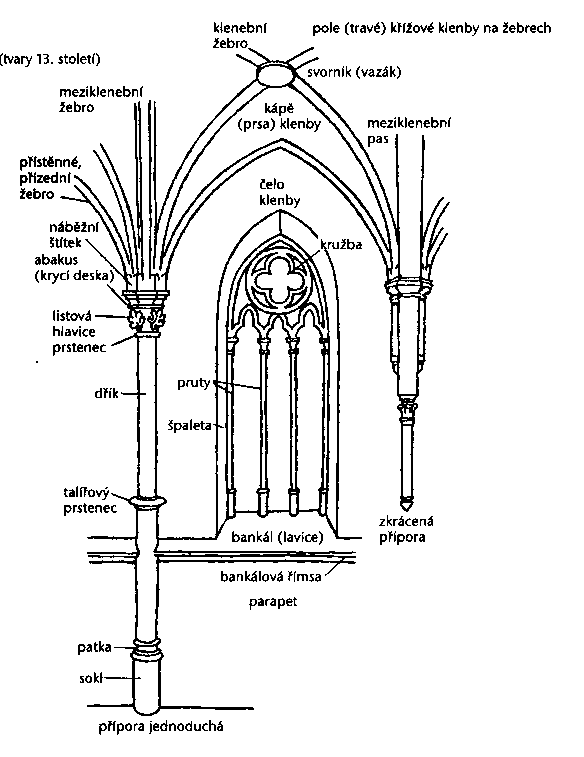 klenební
žebro
pole (travé) křížové klenby na žebrech
(tvary 13. století)
svorník (vazák)
meziklenební
žebro
kápě
(prsa) klenby
meziklenební
pas
přístěnné,
přízední
žebro
čelo
klenby
náběžní
štítek
abakus
(krycí deska)
kružba
listová
hlavice
prstenec
dřík
pruty
špaleta
talířový
prstenec
zkrácená
přípora
bankál (lavice)
bankálová římsa
parapet
patka
sokl
přípora jednoduchá